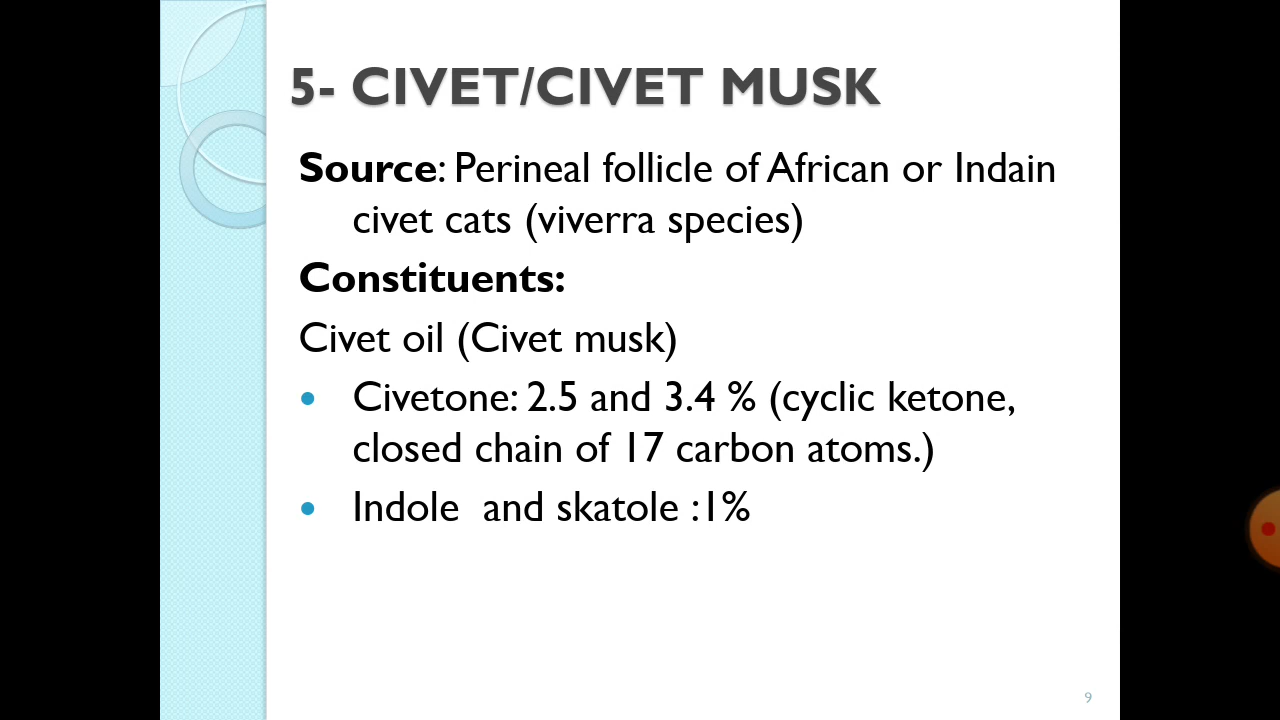 5- CIVET/CIVET MUSK
Source: Perineal follicle of African or Indain
civet cats (viverra species)
Constituents:
Civet oil (Civet musk)
• Civetone: 2.5 and 3.4 % (cyclic ketone,
closed chain of 17 carbon atoms.)
• Indole  and skatole :1%
9